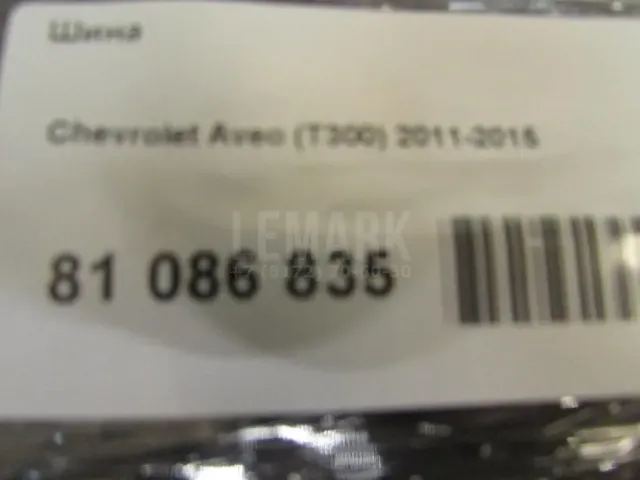 Шина
Chevrolet Aveo (T300) 2011-2015
LEMARK
81 086 835